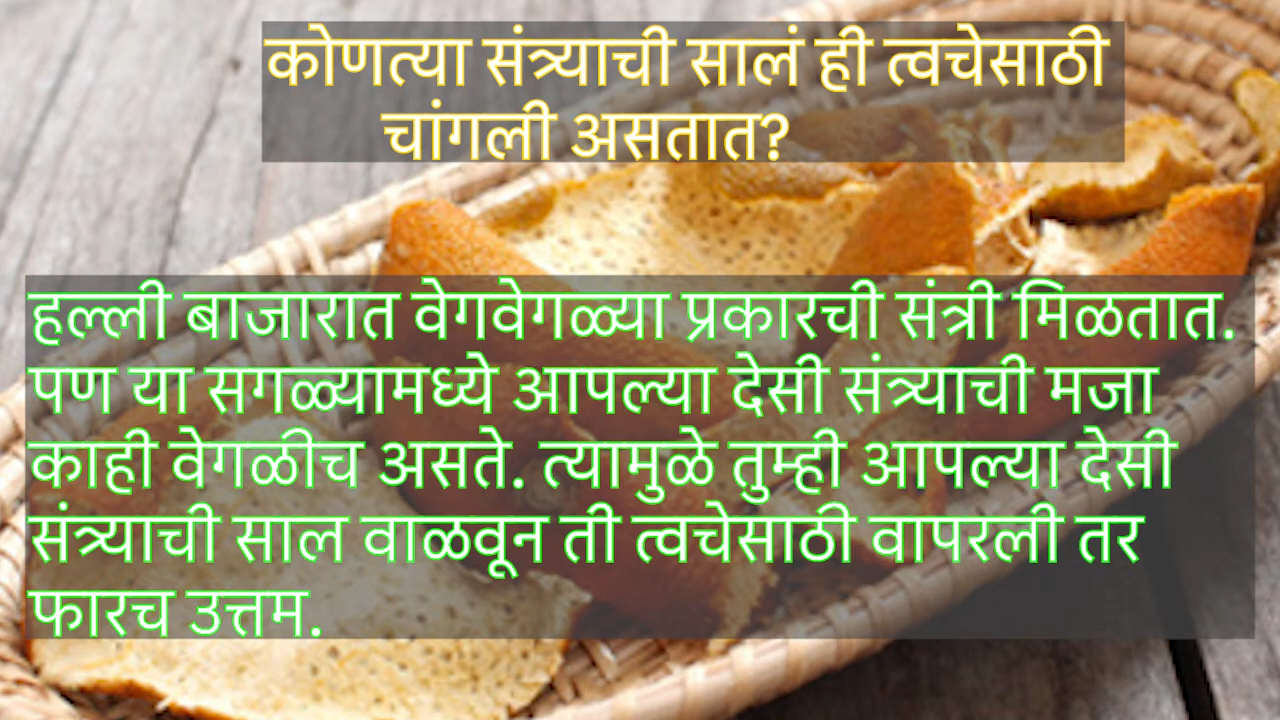 कोणत्या संत्र्याची सालं ही त्वचेसाठी
चांगली असतात?
हल्ली बाजारात वेगवेगळ्या प्रकारची संत्री मिळतात.
पण या सगळ्यामध्ये आपल्या देसी संत्र्याची मजा
काही वेगळीच असते. त्यामुळे तुम्ही आपल्या देसी
संत्र्याची साल वाळवून ती त्वचेसाठी वापरली तर
फारच उत्तम.